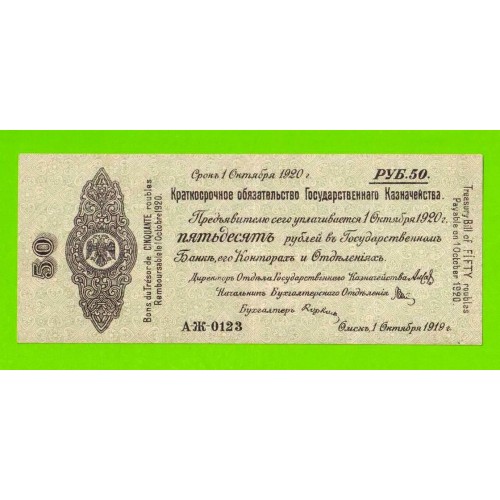 50
Bons du Trésor de CINQUANTE roubles
Remboursable le 1 Octobre 1920.
Срокъ 1 Октября 1920 г.
РУБ. 50.
Краткосрочное обязательство Государственнаго Казначейства.
Предъявителю сего уплачивается 1 Октября 1920 г.
пятьдесятъ рублей въ Государственномъ
Банкѣ, его Конторахъ и Отдѣленіяхъ.
Директоръ Отдѣла Государственнаго Казначейства
Начальникъ Бухгалтерскаго Отдѣленія
Бухгалтеръ
А-Ж-0123
Омскъ, 1 Октября 1919 г.
Treasury Bill of FIFTY roubles
Payable on 1 October 1920.